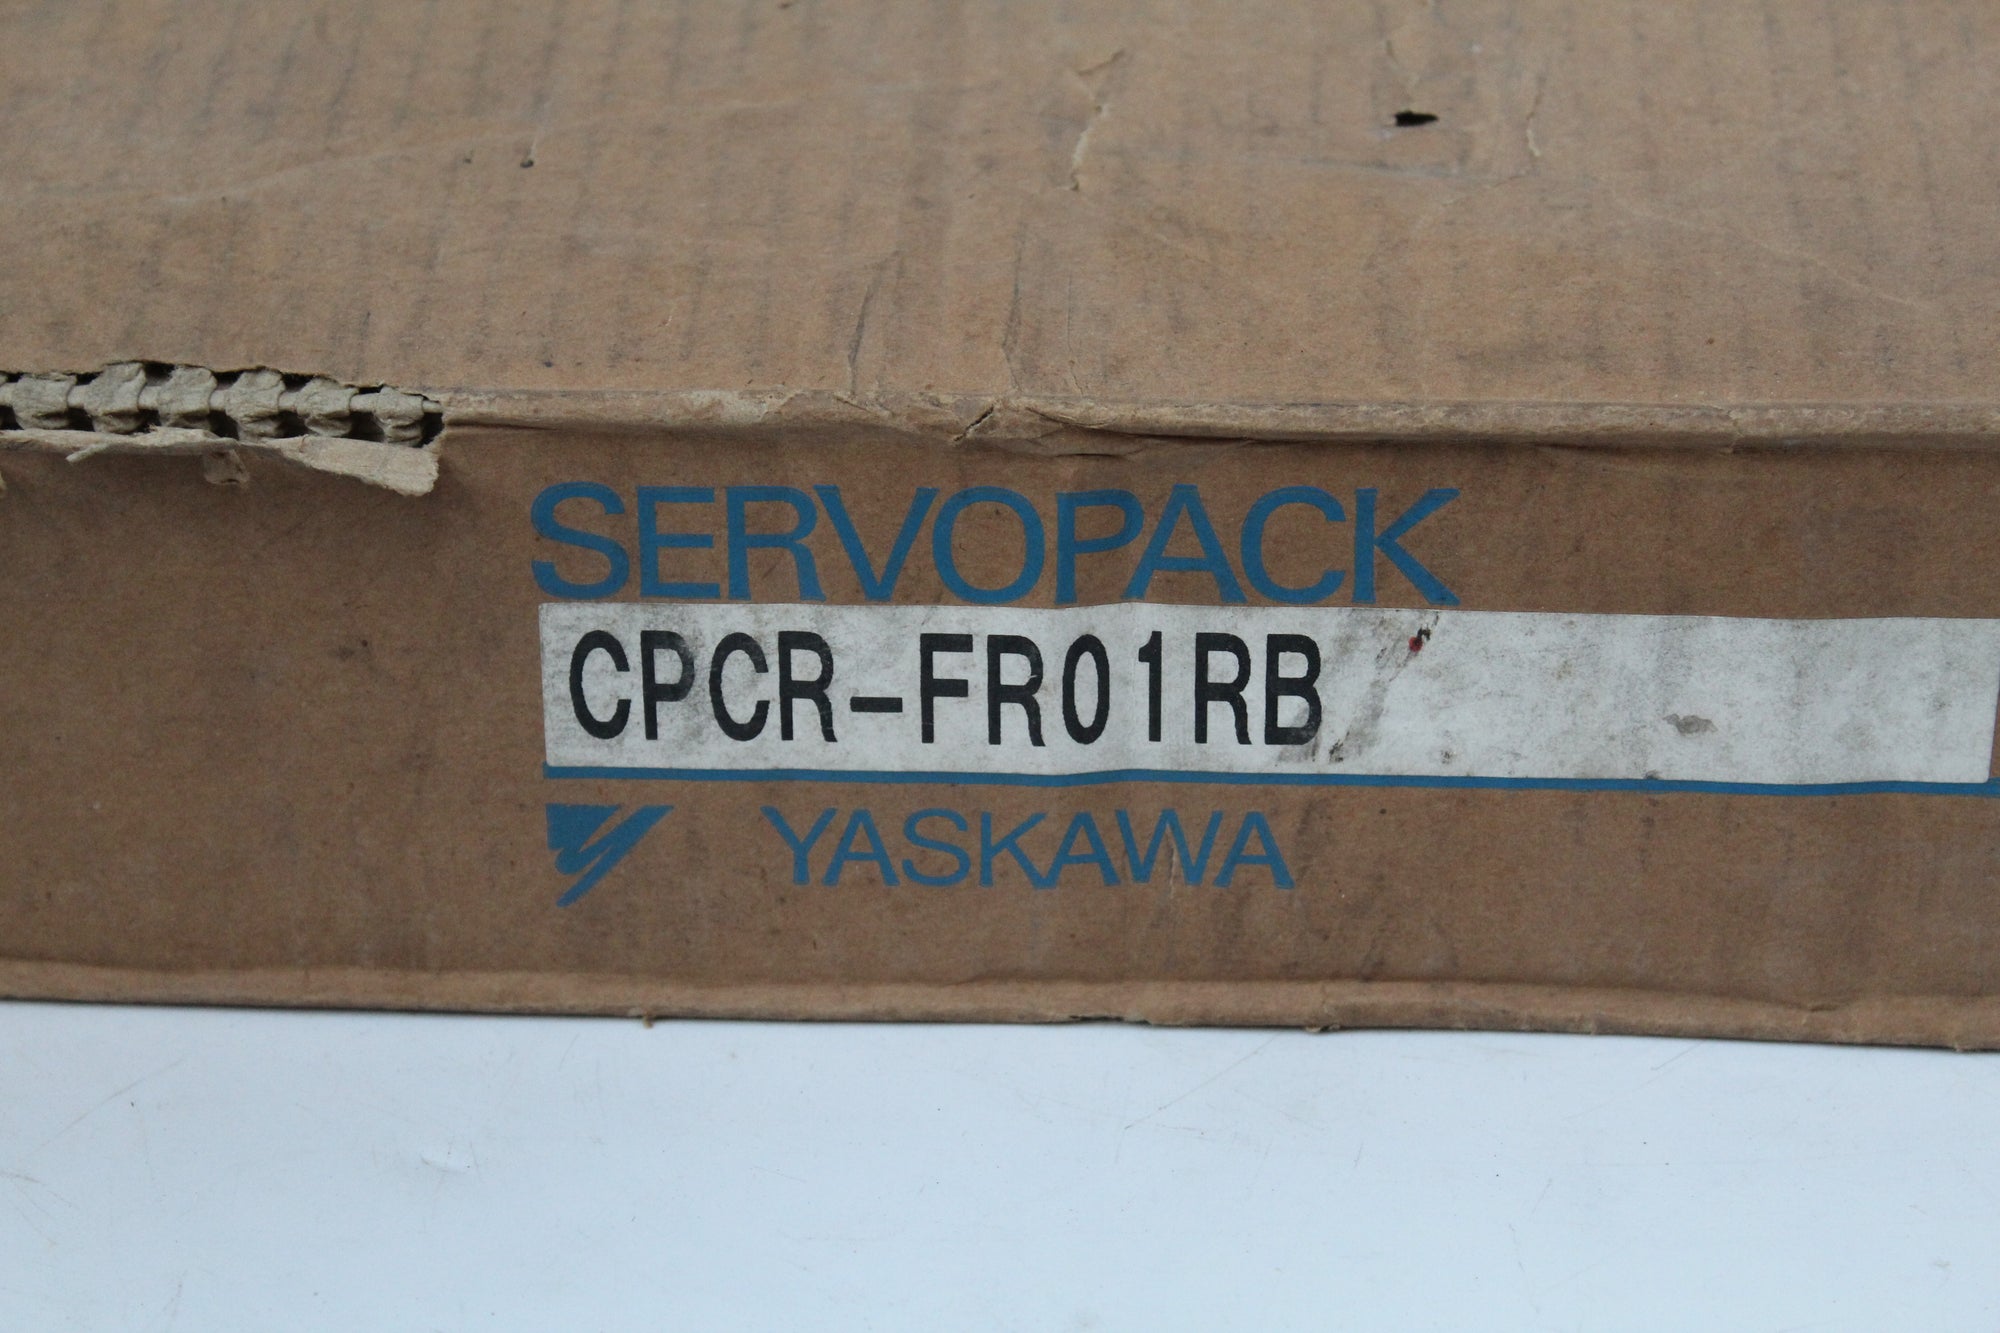 SERVOPACK
CPCR-FR01RB
YASKAWA